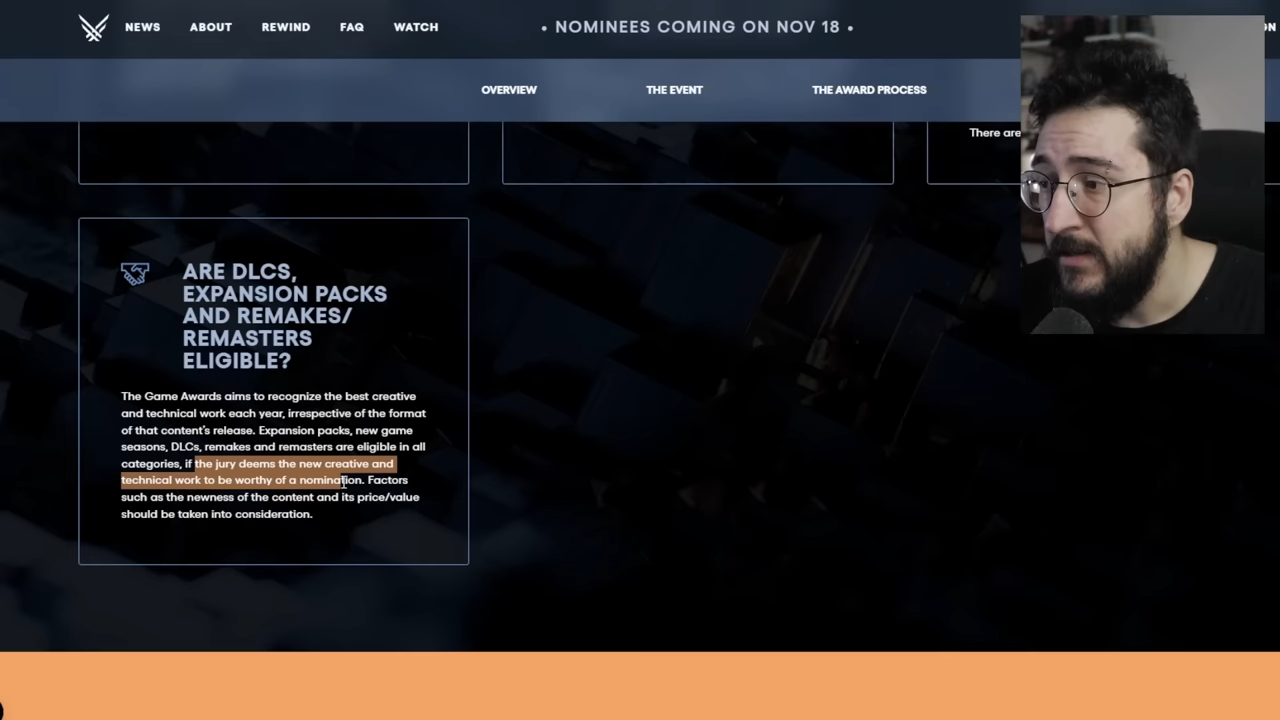 NEWS ABOUT REWIND FAQ WATCH • NOMINEES COMING ON NOV 18 •
OVERVIEW THE EVENT THE AWARD PROCESS
There are
ARE DLCS,
EXPANSION PACKS
AND REMAKES/
REMASTERS
ELIGIBLE?
The Game Awards aims to recognize the best creative
and technical work each year, irrespective of the format
of that content's release. Expansion packs, new game
seasons, DLCs, remakes and remasters are eligible in all
categories, if the jury deems the new creative and
technical work to be worthy of a nomination. Factors
such as the newness of the content and its price/value
should be taken into consideration.